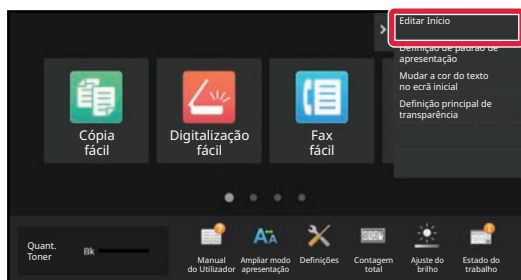 Editar Início
Definição de padrão de
apresentação
Mudar a cor do texto
no ecrã inicial
Definição principal de
transparência
Cópia
fácil
Digitalização
fácil
Fax
fácil
Quant.
Toner
Bk
Manual
do Utilizador
Ampliar modo
apresentação
Definições
Contagem
total
Ajuste do
brilho
Estado do
trabalho